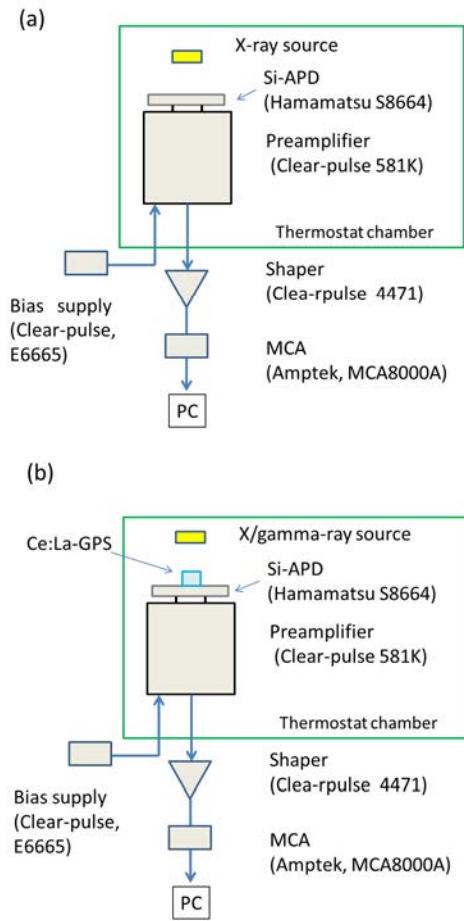 (a)
X-ray source
Si-APD
(Hamamatsu S8664)
Preamplifier
(Clear-pulse 581K)
Thermostat chamber
Shaper
(Clea-rpulse 4471)
Bias supply
(Clear-pulse,
E6665)
MCA
(Amptek, MCA8000A)
PC
(b)
X/gamma-ray source
Ce:La-GPS
Si-APD
(Hamamatsu S8664)
Preamplifier
(Clear-pulse 581K)
Thermostat chamber
Shaper
(Clea-rpulse 4471)
Bias supply
(Clear-pulse,
E6665)
MCA
(Amptek, MCA8000A)
PC